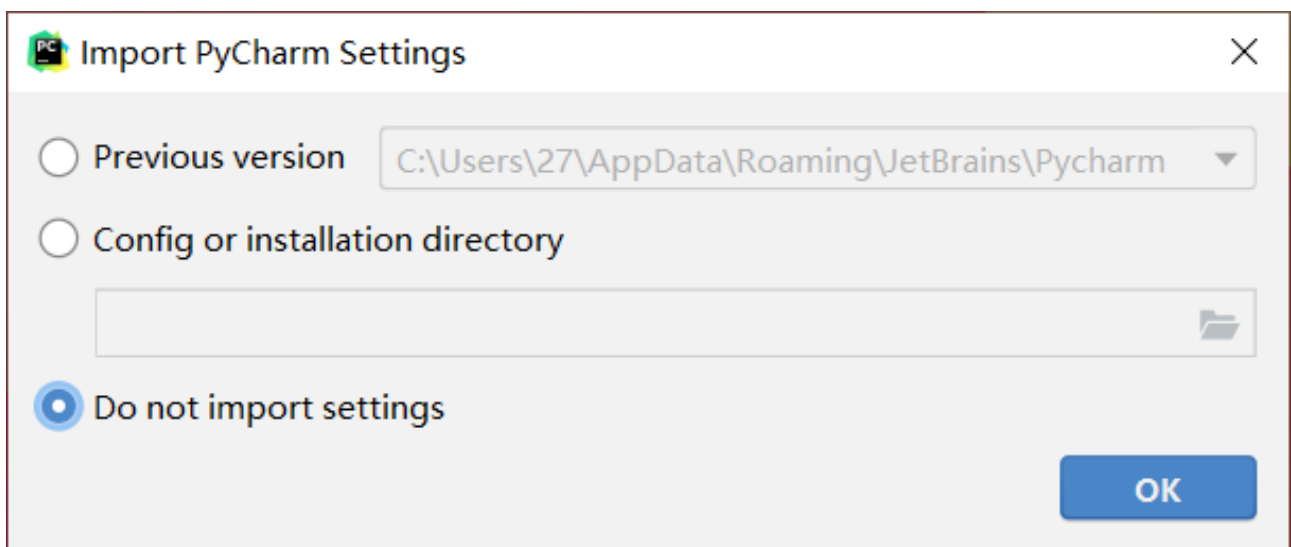 PC
Import PyCharm Settings
Previous version C:\Users\27\AppData\Roaming\JetBrains\Pycharm
Config or installation directory
Do not import settings
OK